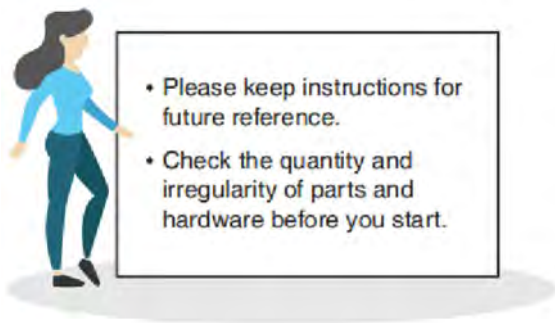 • Please keep instructions for
future reference.
• Check the quantity and
irregularity of parts and
hardware before you start.